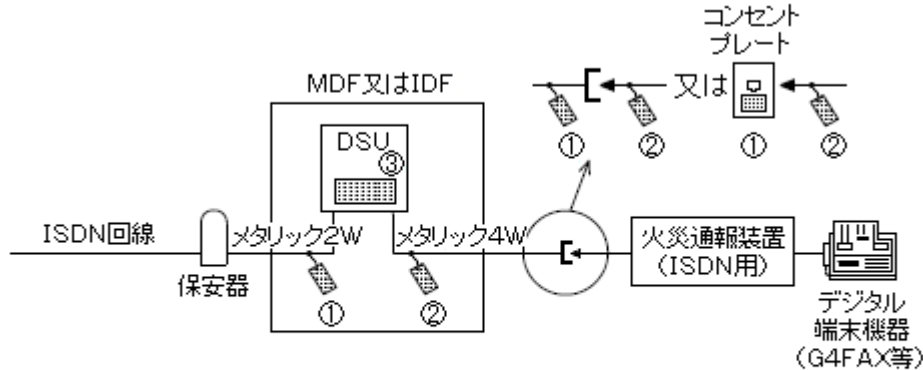 コンセント
プレート
MDF又はIDF
又は
① ② ① ②
DSU
③
ISDN回線
メタリック2W
メタリック4W
火災通報装置
(ISDN用)
保安器
① ②
デジタル
端末機器
(G4FAX等)